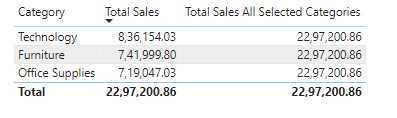 Category Total Sales Total Sales All Selected Categories
Technology 8,36,154.03 22,97,200.86
Furniture 7,41,999.80 22,97,200.86
Office Supplies 7,19,047.03 22,97,200.86
Total 22,97,200.86 22,97,200.86